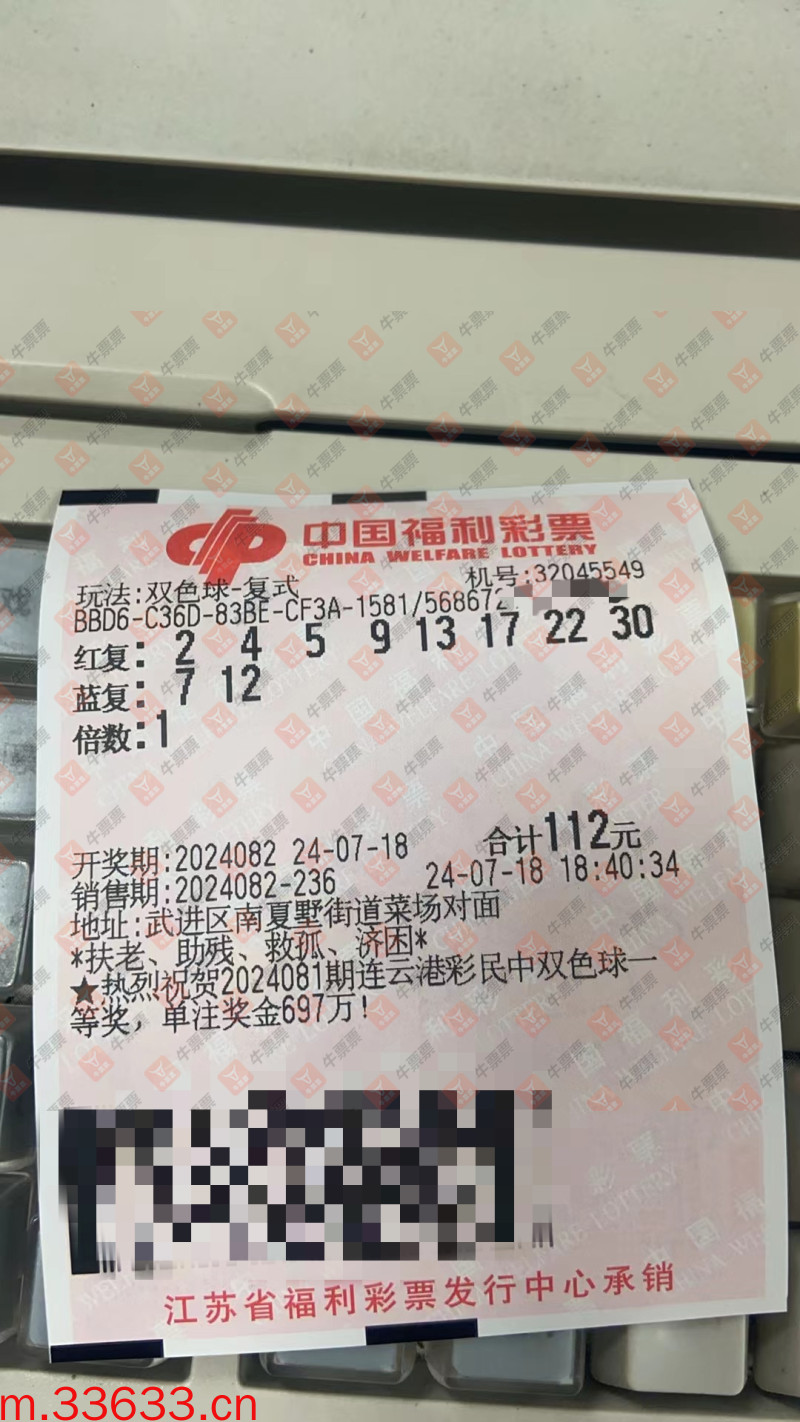 中国福利彩票
CHINA WELFARE LOTTERY
玩法:双色球-复式 机号:32045549
BBD6-C36D-83BE-CF3A-1581/568672
红复: 2 4 5 9 13 17 22 30
蓝复: 7 12
倍数:1
开奖期:2024082 24-07-18 合计112元
销售期:2024082-236 24-07-18 18:40:34
地址:武进区南夏墅街道菜场对面
*扶老、助残、救孤、济困*
★热烈祝贺2024081期连云港彩民中双色球一
等奖，单注奖金697万!
江苏省福利彩票发行中心承销
牛票票
m.33633.cn